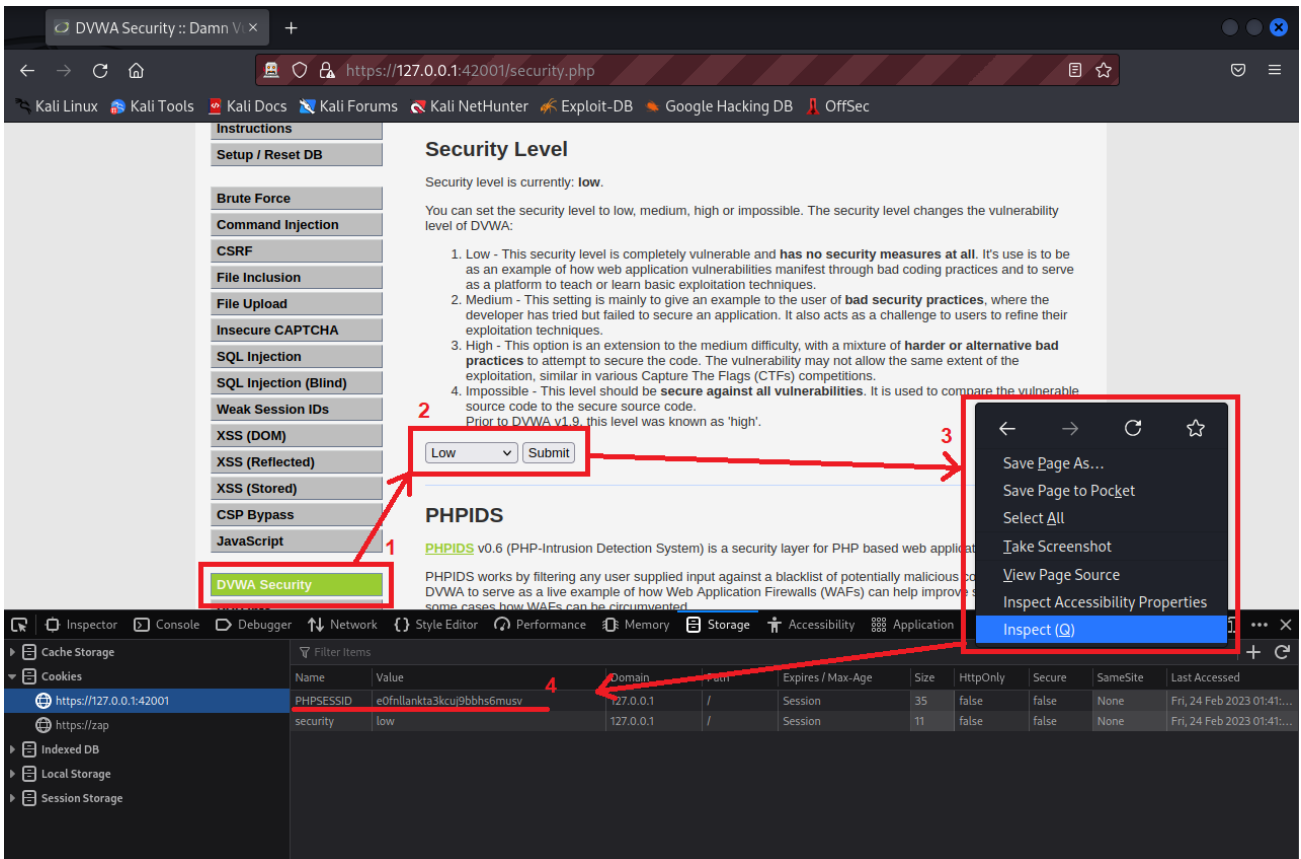 DVWA Security :: Damn Vu
https://127.0.0.1:42001/security.php
Kali Linux Kali Tools Kali Docs Kali Forums Kali NetHunter Exploit-DB Google Hacking DB OffSec
Instructions
Setup / Reset DB
Brute Force
Command Injection
CSRF
File Inclusion
File Upload
Insecure CAPTCHA
SQL Injection
SQL Injection (Blind)
Weak Session IDs
XSS (DOM)
XSS (Reflected)
XSS (Stored)
CSP Bypass
JavaScript
1
DVWA Security
Security Level
Security level is currently: low.
You can set the security level to low, medium, high or impossible. The security level changes the vulnerability
level of DVWA:
1. Low - This security level is completely vulnerable and has no security measures at all. It's use is to be
as an example of how web application vulnerabilities manifest through bad coding practices and to serve
as a platform to teach or learn basic exploitation techniques.
2. Medium - This setting is mainly to give an example to the user of bad security practices, where the
developer has tried but failed to secure an application. It also acts as a challenge to users to refine their
exploitation techniques.
3. High - This option is an extension to the medium difficulty, with a mixture of harder or alternative bad
practices to attempt to secure the code. The vulnerability may not allow the same extent of the
exploitation, similar in various Capture The Flags (CTFs) competitions.
4. Impossible - This level should be secure against all vulnerabilities. It is used to compare the vulnerable
source code to the secure source code.
Prior to DVWA v1.9, this level was known as 'high'.
2
Low Submit
PHPIDS
PHPIDS v0.6 (PHP-Intrusion Detection System) is a security layer for PHP based web applicat
PHPIDS works by filtering any user supplied input against a blacklist of potentially malicious co
DVWA to serve as a live example of how Web Application Firewalls (WAFs) can help improve s
some cases how WAFs can be circumvented
3
Save Page As…
Save Page to Pocket
Select All
Take Screenshot
View Page Source
Inspect Accessibility Properties
Inspect (Q)
Inspector Console Debugger Network Style Editor Performance Memory Storage Accessibility Application
Cache Storage
Cookies
https://127.0.0.1:42001
https://zap
Indexed DB
Local Storage
Session Storage
Filter Items
Name Value Domain Path Expires / Max-Age Size HttpOnly Secure SameSite Last Accessed
4
PHPSESSID e0fnllankta3kcuj9bbhs6musv 127.0.0.1 / Session 35 false false None Fri, 24 Feb 2023 01:41:...
security low 127.0.0.1 / Session 11 false false None Fri, 24 Feb 2023 01:41:...